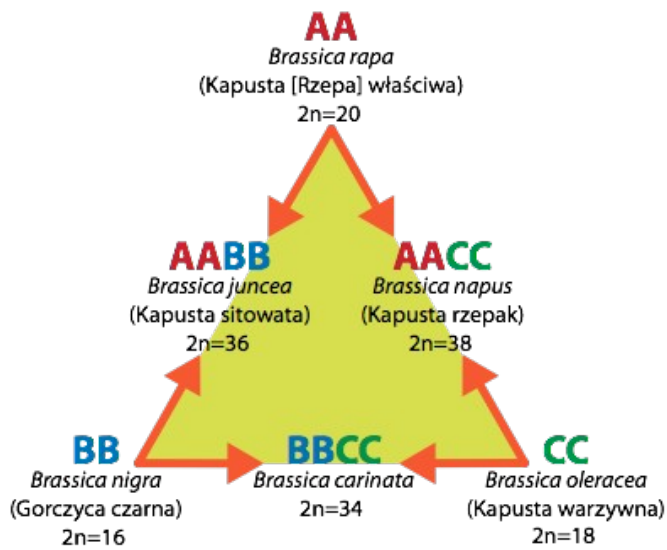 AA
Brassica rapa
(Kapusta [Rzepa] właściwa)
2n=20
AABB
Brassica juncea
(Kapusta sitowata)
2n=36
AACC
Brassica napus
(Kapusta rzepak)
2n=38
BB
Brassica nigra
(Gorczyca czarna)
2n=16
BBCC
Brassica carinata
2n=34
CC
Brassica oleracea
(Kapusta warzywna)
2n=18